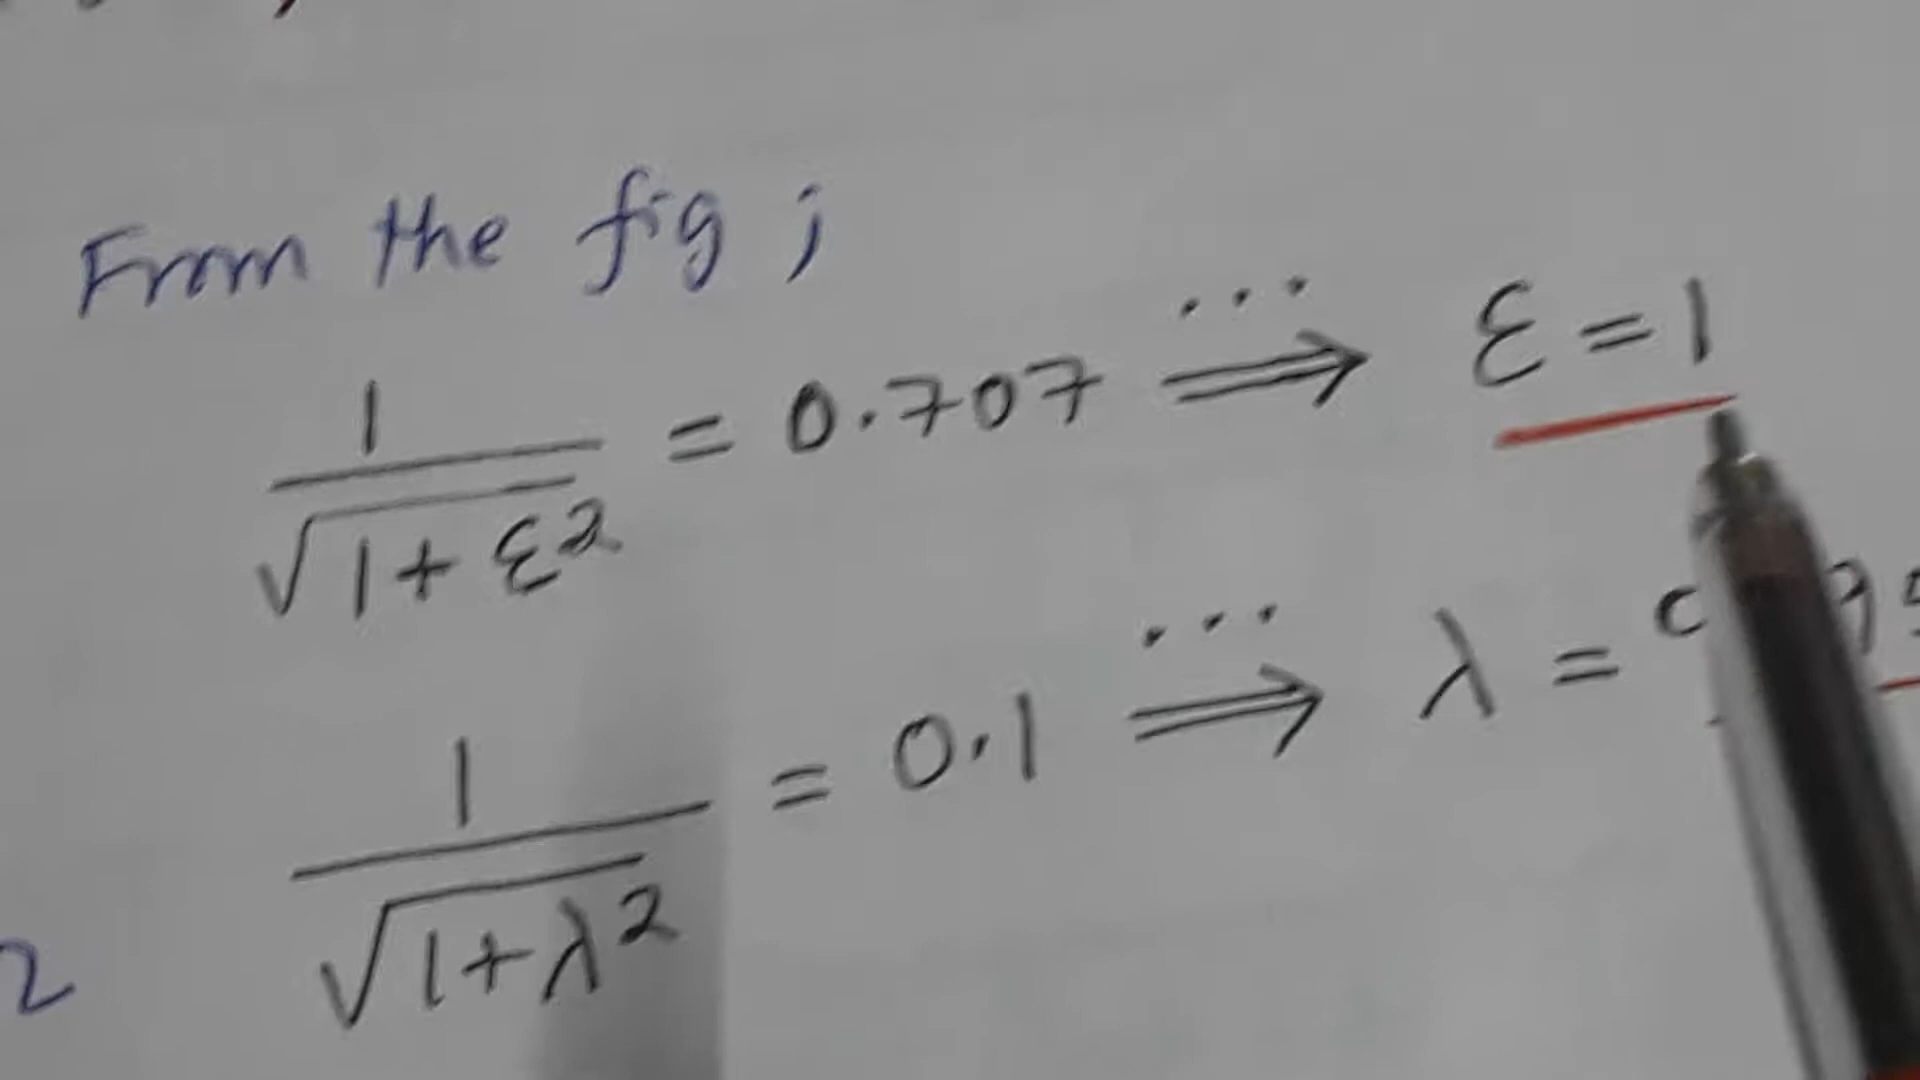 From the fig ;
1/√(1+ε²) = 0.707 ⟹ ε = 1
1/√(1+λ²) = 0.1 ⟹ λ =
2